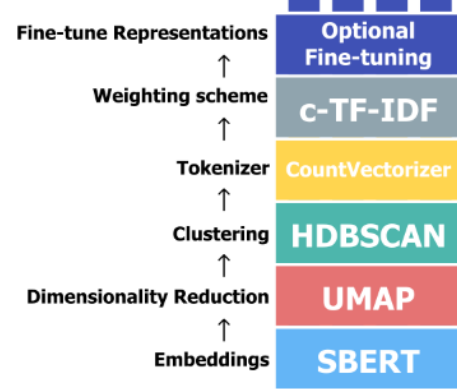 Fine-tune Representations
Optional
Fine-tuning
Weighting scheme
c-TF-IDF
Tokenizer
CountVectorizer
Clustering
HDBSCAN
Dimensionality Reduction
UMAP
Embeddings
SBERT